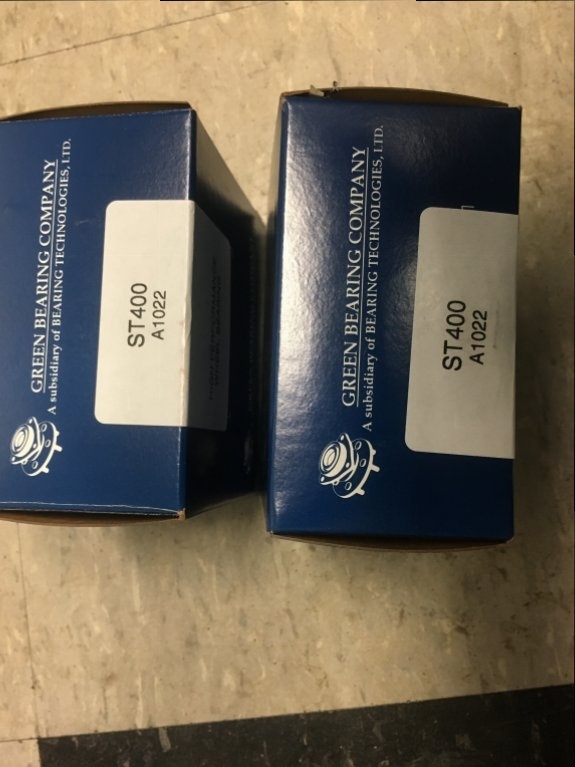 GREEN BEARING COMPANY
A subsidiary of BEARING TECHNOLOGIES, LTD.
ST400
A1022
GREEN BEARING COMPANY
A subsidiary of BEARING TECHNOLOGIES, LTD.
ST400
A1022